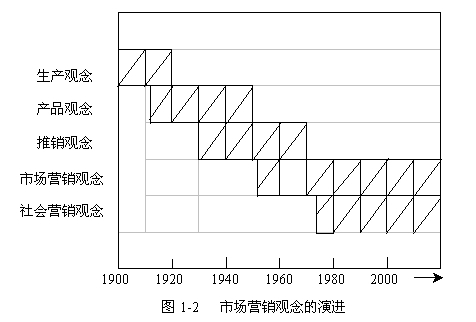 生产观念
产品观念
推销观念
市场营销观念
社会营销观念
1900 1920 1940 1960 1980 2000
图 1-2 市场营销观念的演进